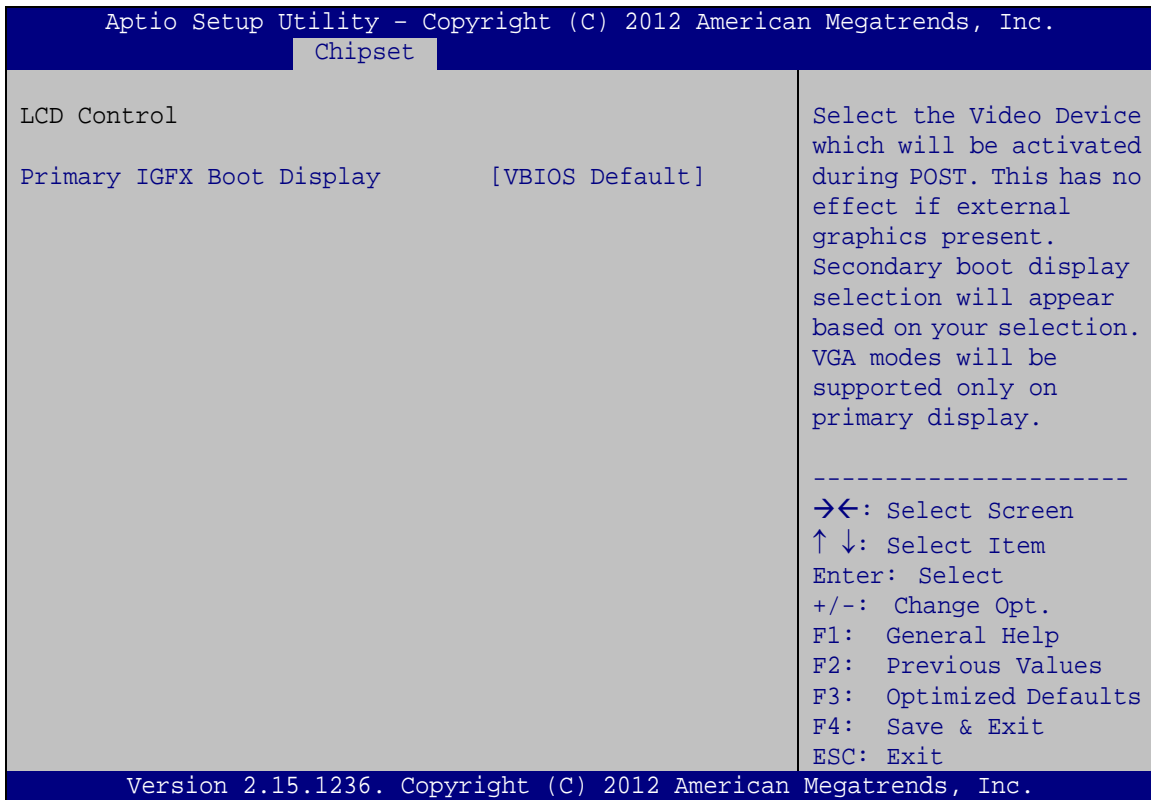 Aptio Setup Utility – Copyright (C) 2012 American Megatrends, Inc.
Chipset
LCD Control
Primary IGFX Boot Display [VBIOS Default]
Select the Video Device
which will be activated
during POST. This has no
effect if external
graphics present.
Secondary boot display
selection will appear
based on your selection.
VGA modes will be
supported only on
primary display.
----------------------
→←: Select Screen
↑ ↓: Select Item
Enter: Select
+/-: Change Opt.
F1: General Help
F2: Previous Values
F3: Optimized Defaults
F4: Save & Exit
ESC: Exit
Version 2.15.1236. Copyright (C) 2012 American Megatrends, Inc.